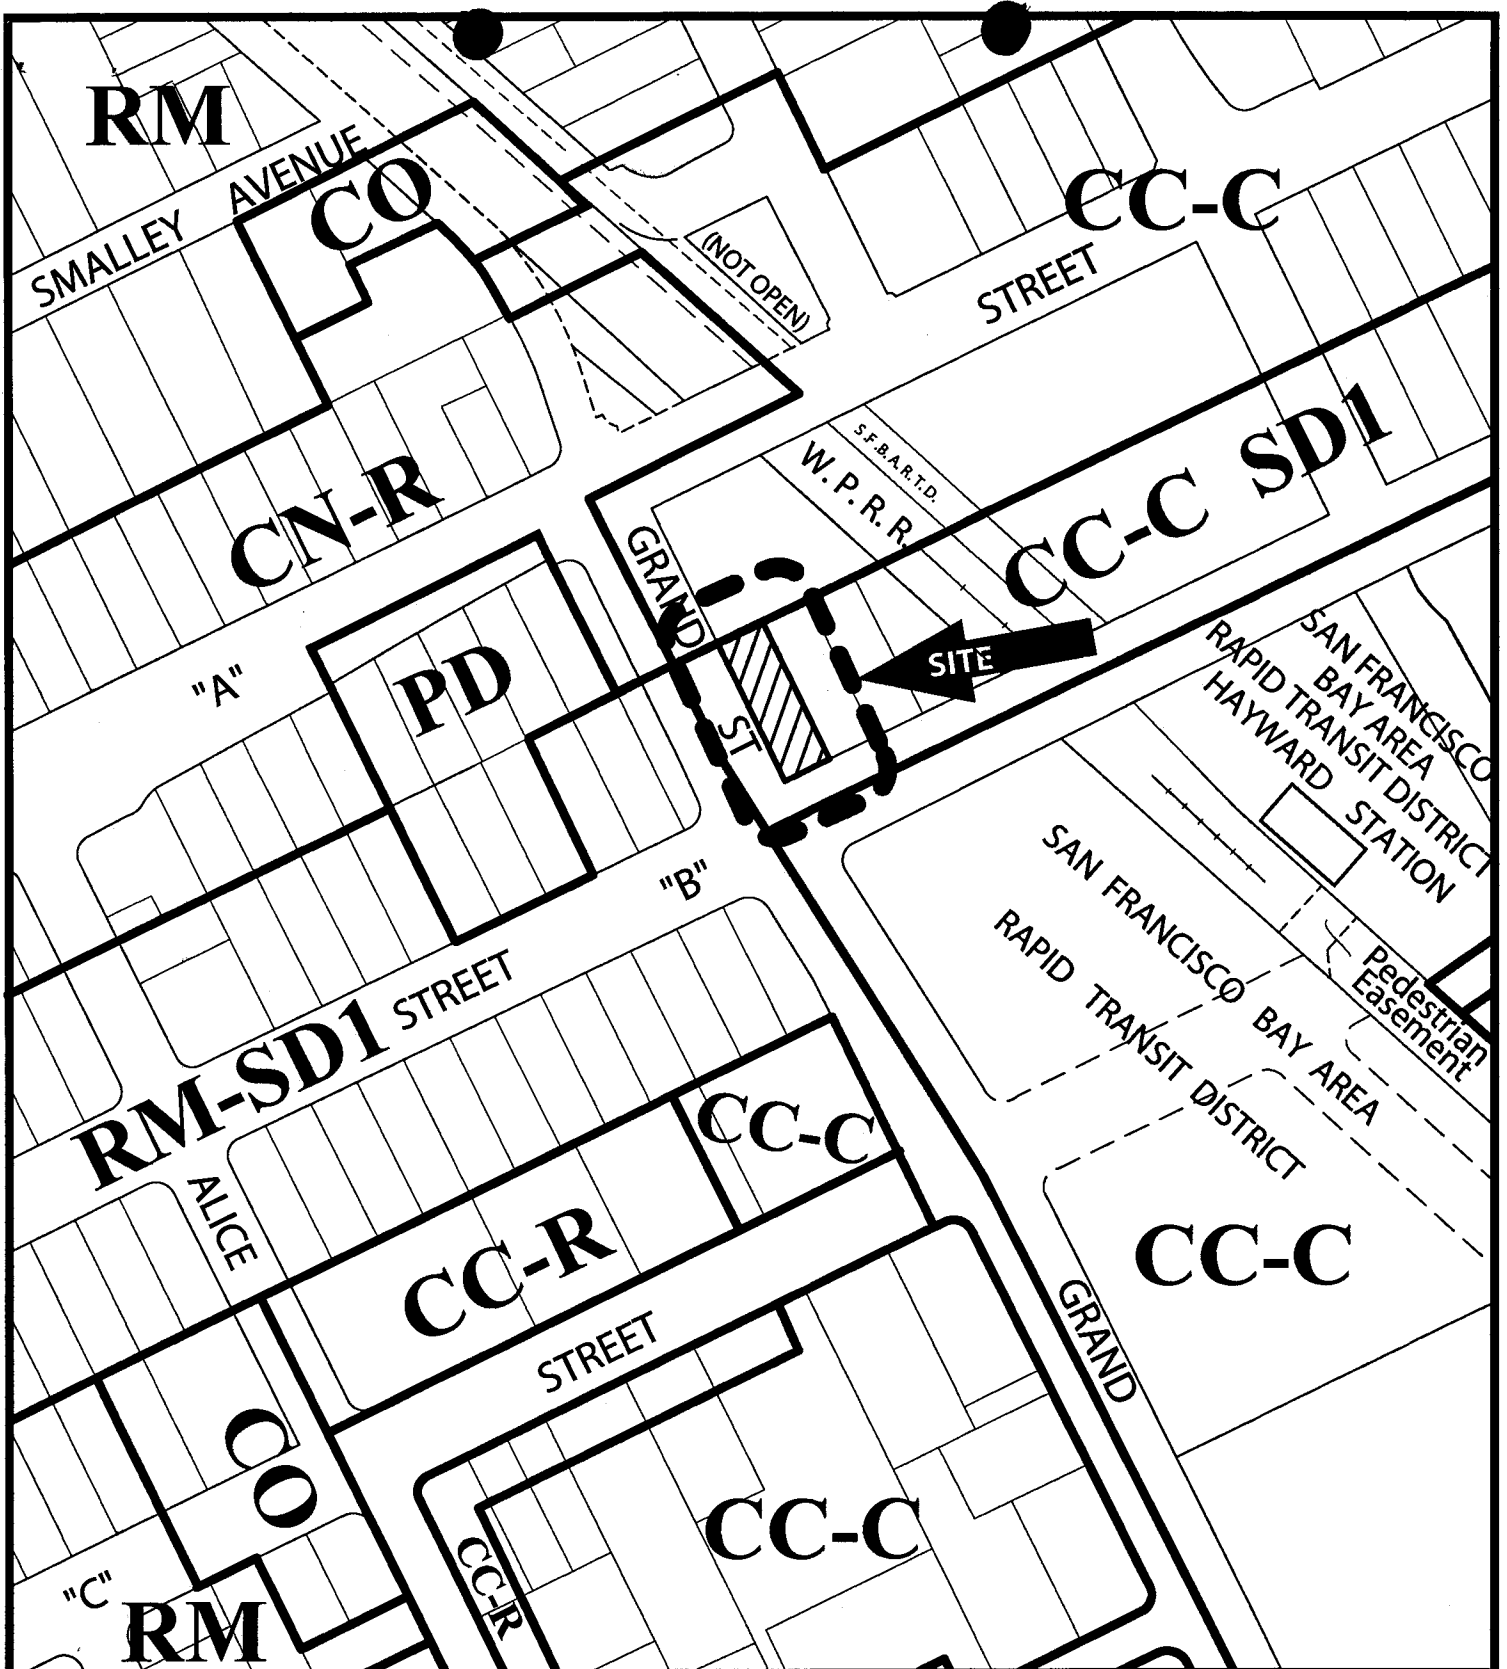 RM
SMALLEY AVENUE
CO
CC-C
(NOT OPEN)
STREET
CN-R
S.F.B.A.R.T.D.
W. P. R. R.
CC-C SD1
GRAND
ST
SITE
"A"
PD
SAN FRANCISCO
BAY AREA
RAPID TRANSIT DISTRICT
HAYWARD STATION
"B"
STREET
RM-SD1
SAN FRANCISCO BAY AREA
RAPID TRANSIT DISTRICT
Pedestrian
Easement
ALICE
CC-C
CC-R
STREET
CC-C
GRAND
CO
CC-C
CC-R
"C"
RM